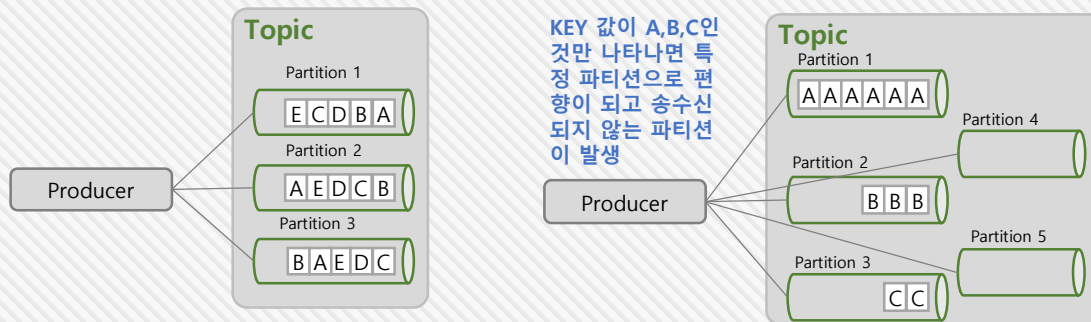 Topic
Partition 1
E C D B A
Partition 2
A E D C B
Partition 3
B A E D C
Producer
KEY 값이 A,B,C인
것만 나타나면 특
정 파티션으로 편
향이 되고 송수신
되지 않는 파티션
이 발생
Topic
Partition 1
A A A A A A
Partition 4
Partition 2
B B B
Producer
Partition 5
Partition 3
C C